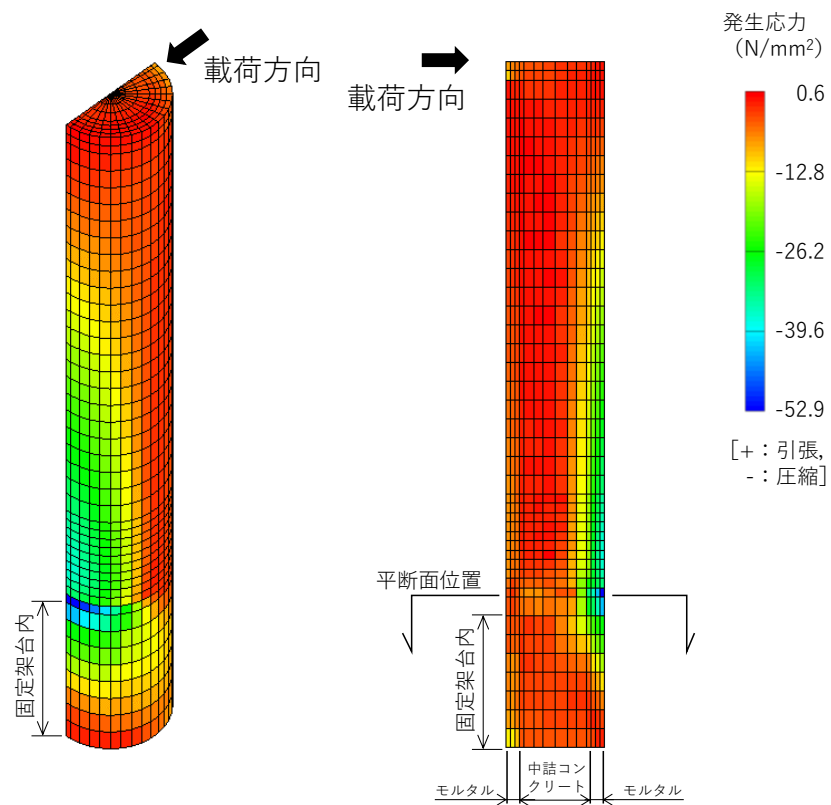 載荷方向
載荷方向
発生応力
（N/mm²）
0.6
-12.8
-26.2
-39.6
-52.9
[+：引張,
-：圧縮]
平断面位置
固定架台内
固定架台内
モルタル
中詰コン
クリート
モルタル